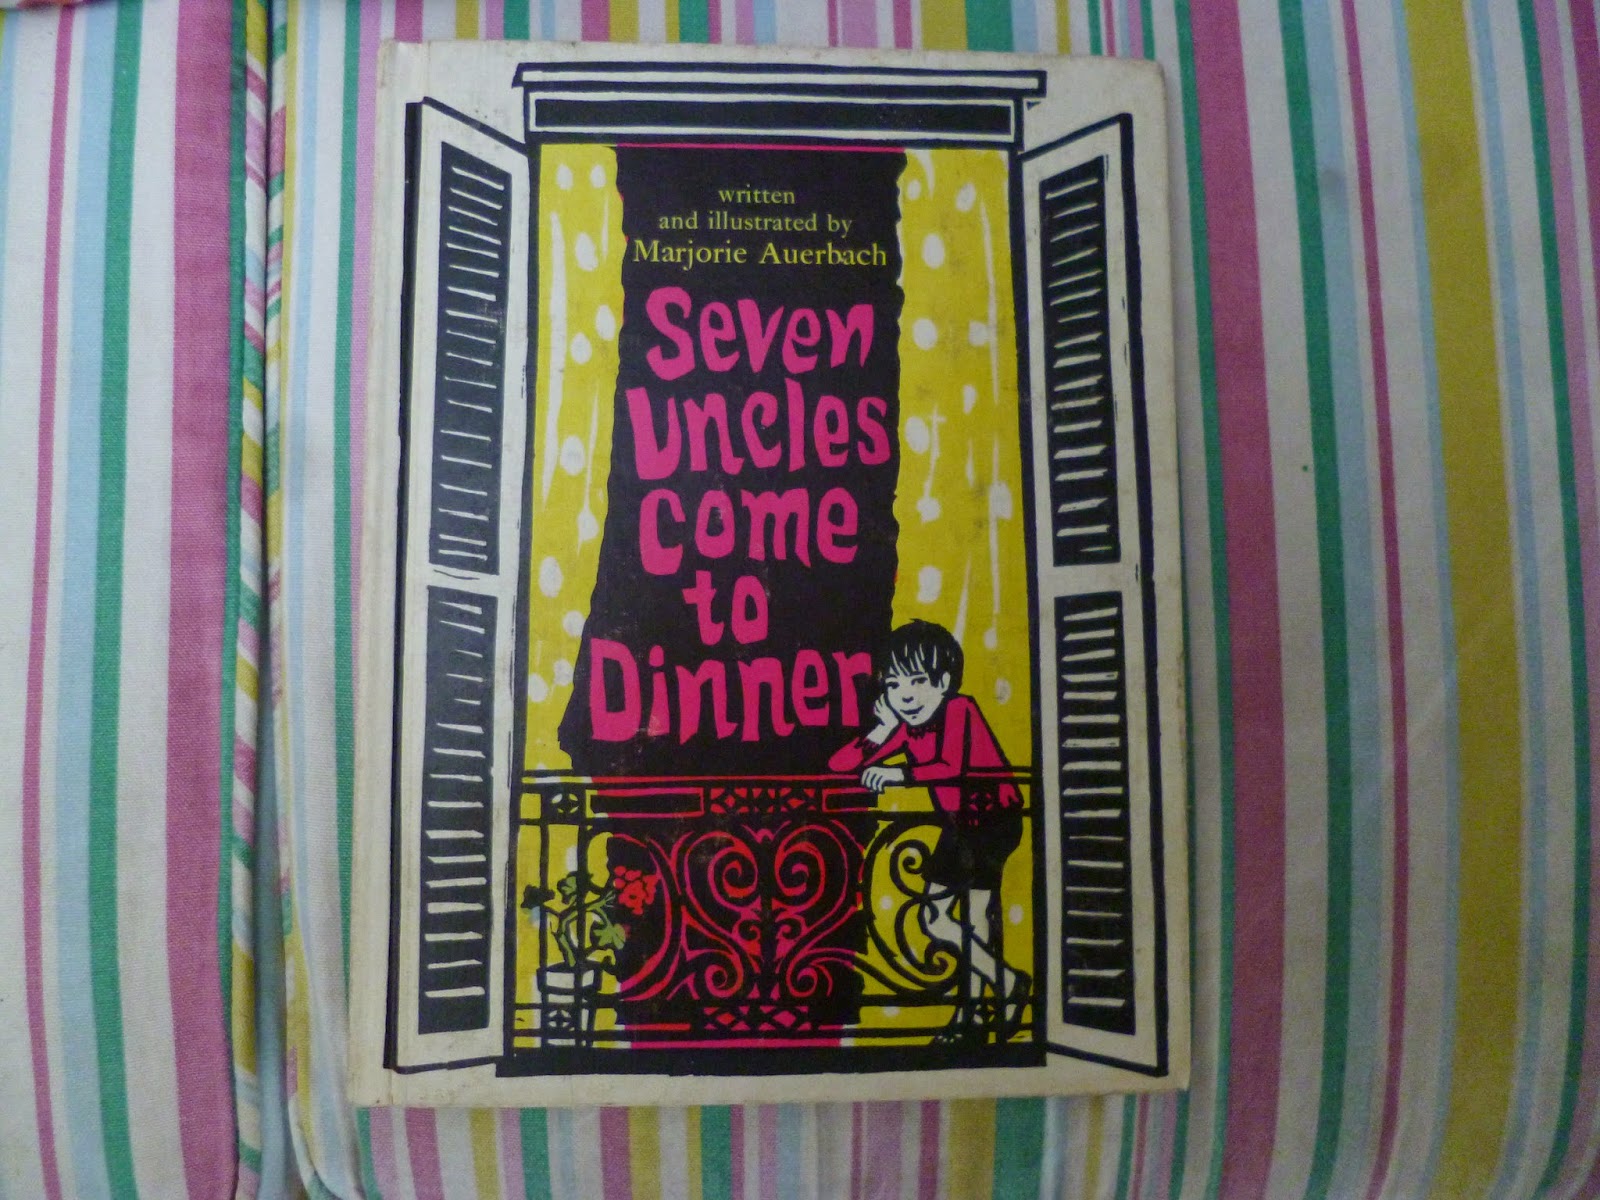 written
and illustrated by
Marjorie Auerbach
Seven
Uncles
come
to
Dinner